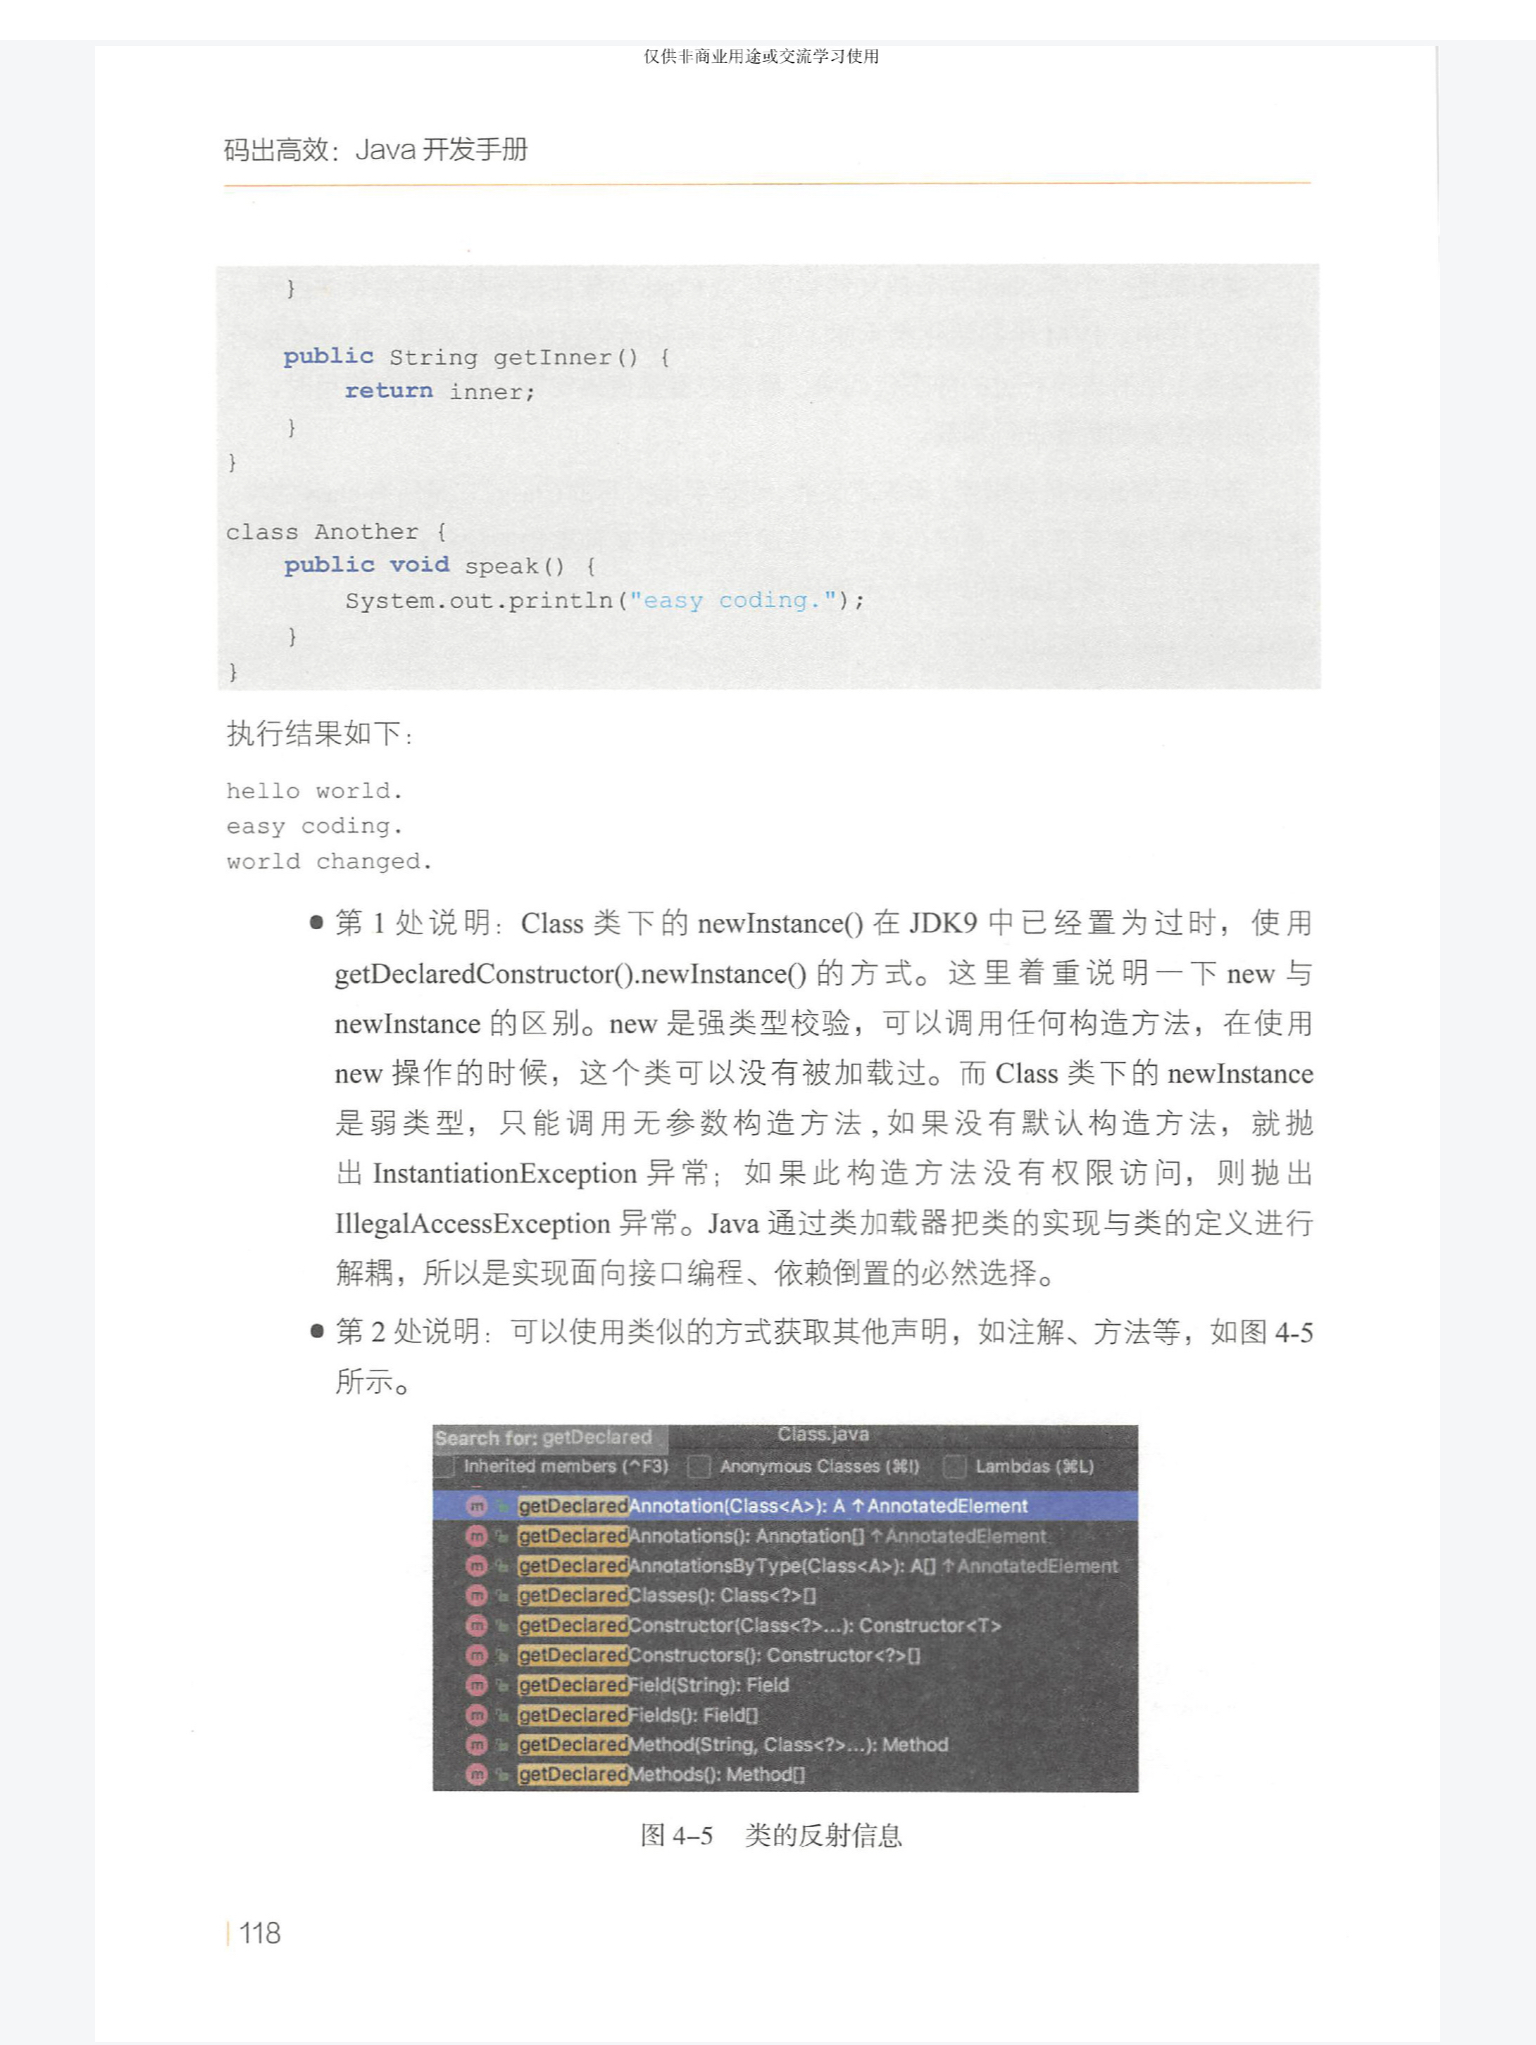 仅供非商业用途或交流学习使用
码出高效：Java 开发手册
}
public String getInner() {
return inner;
}
}
class Another {
public void speak() {
System.out.println("easy coding.");
}
}
执行结果如下：
hello world.
easy coding.
world changed.
● 第 1 处说明：Class 类下的 newInstance() 在 JDK9 中已经置为过时，使用
getDeclaredConstructor().newInstance() 的方式。这里着重说明一下 new 与
newInstance 的区别。new 是强类型校验，可以调用任何构造方法，在使用
new 操作的时候，这个类可以没有被加载过。而 Class 类下的 newInstance
是弱类型，只能调用无参数构造方法,如果没有默认构造方法，就抛
出 InstantiationException 异常；如果此构造方法没有权限访问，则抛出
IllegalAccessException 异常。Java 通过类加载器把类的实现与类的定义进行
解耦，所以是实现面向接口编程、依赖倒置的必然选择。
● 第 2 处说明：可以使用类似的方式获取其他声明，如注解、方法等，如图 4-5
所示。
Search for: getDeclared Class.java
Inherited members (^F3) Anonymous Classes (⌘I) Lambdas (⌘L)
m getDeclaredAnnotation(Class<A>): A ↑AnnotatedElement
m getDeclaredAnnotations(): Annotation[] ↑AnnotatedElement
m getDeclaredAnnotationsByType(Class<A>): A[] ↑AnnotatedElement
m getDeclaredClasses(): Class<?>[]
m getDeclaredConstructor(Class<?>...): Constructor<T>
m getDeclaredConstructors(): Constructor<?>[]
m getDeclaredField(String): Field
m getDeclaredFields(): Field[]
m getDeclaredMethod(String, Class<?>...): Method
m getDeclaredMethods(): Method[]
图 4–5 类的反射信息
118